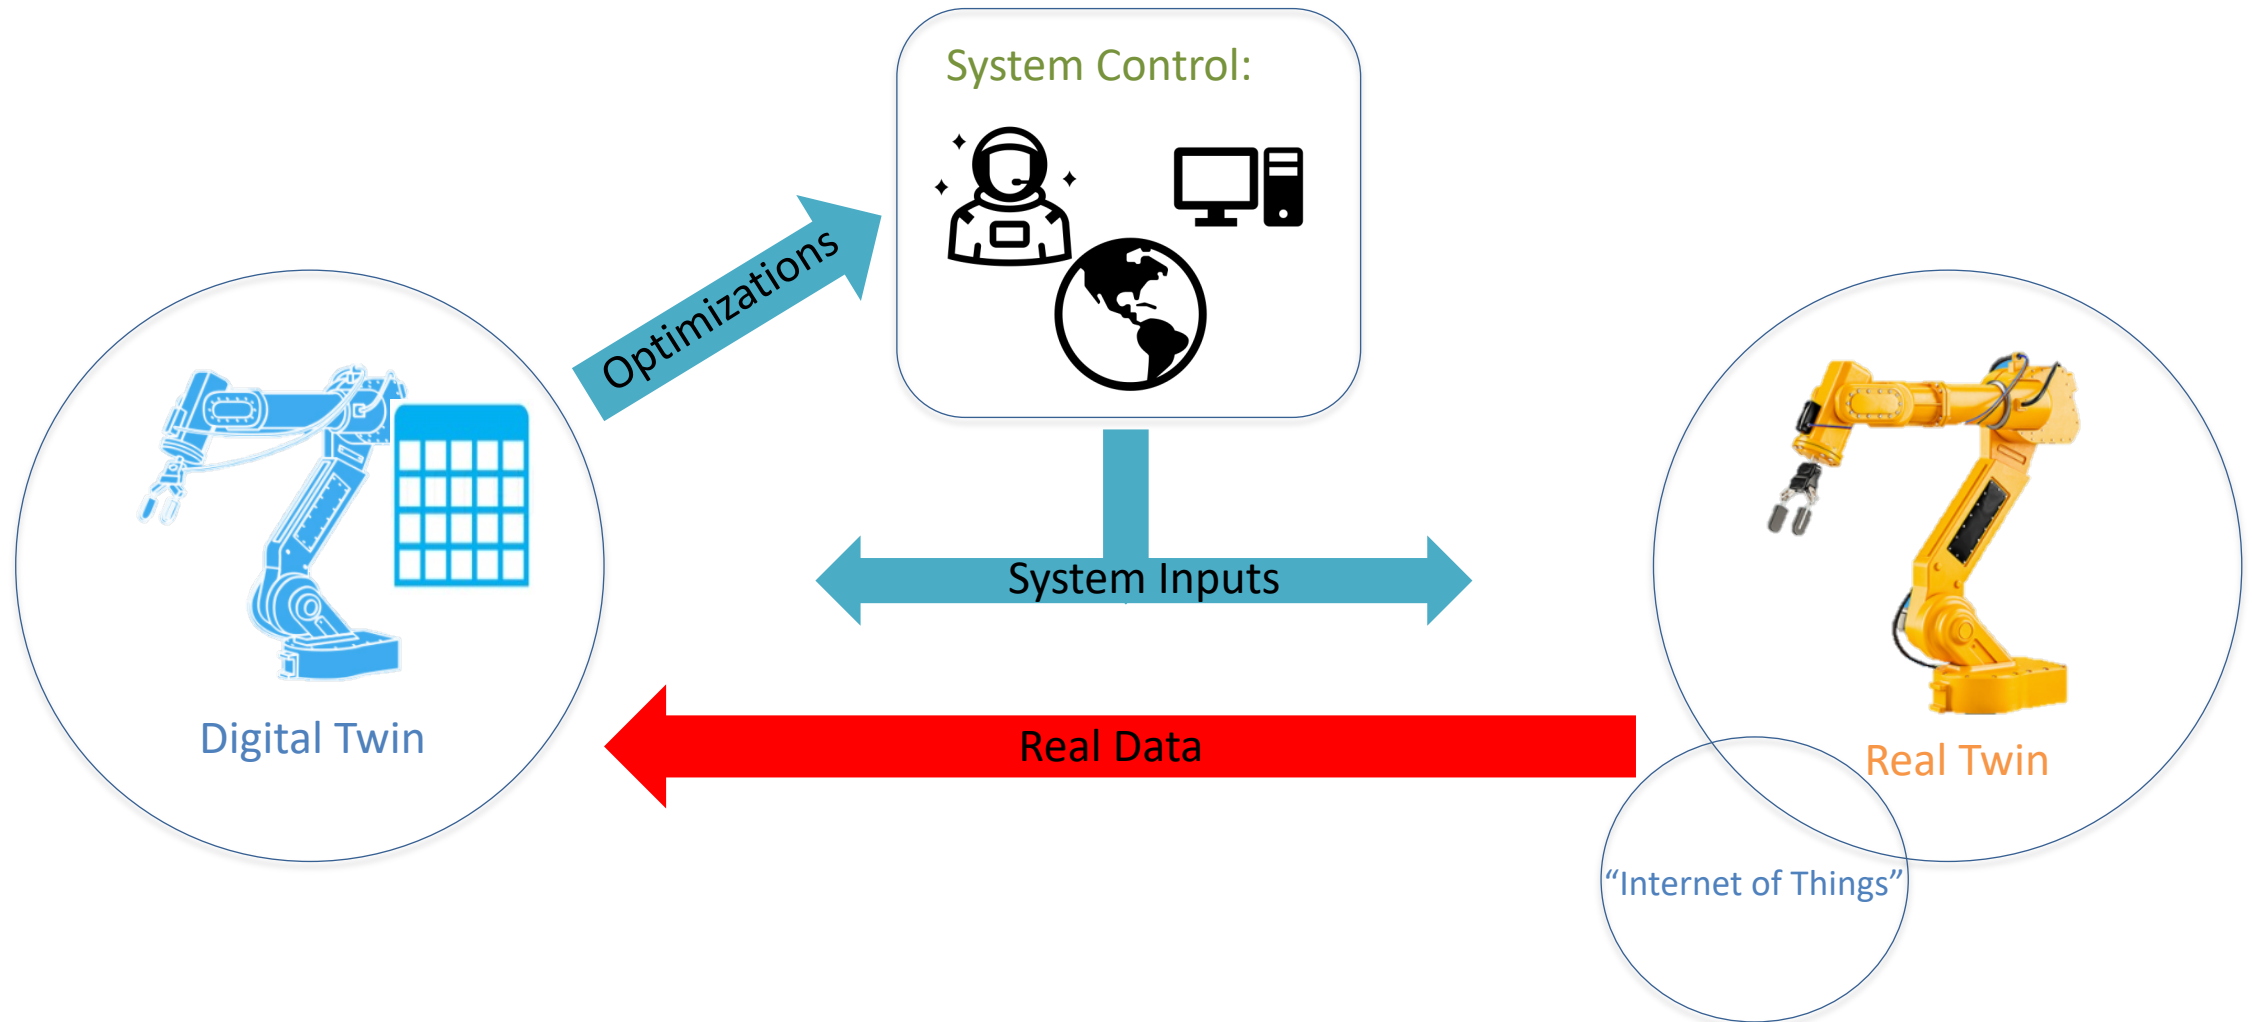 System Control:
Optimizations
System Inputs
Digital Twin
Real Data
Real Twin
“Internet of Things”